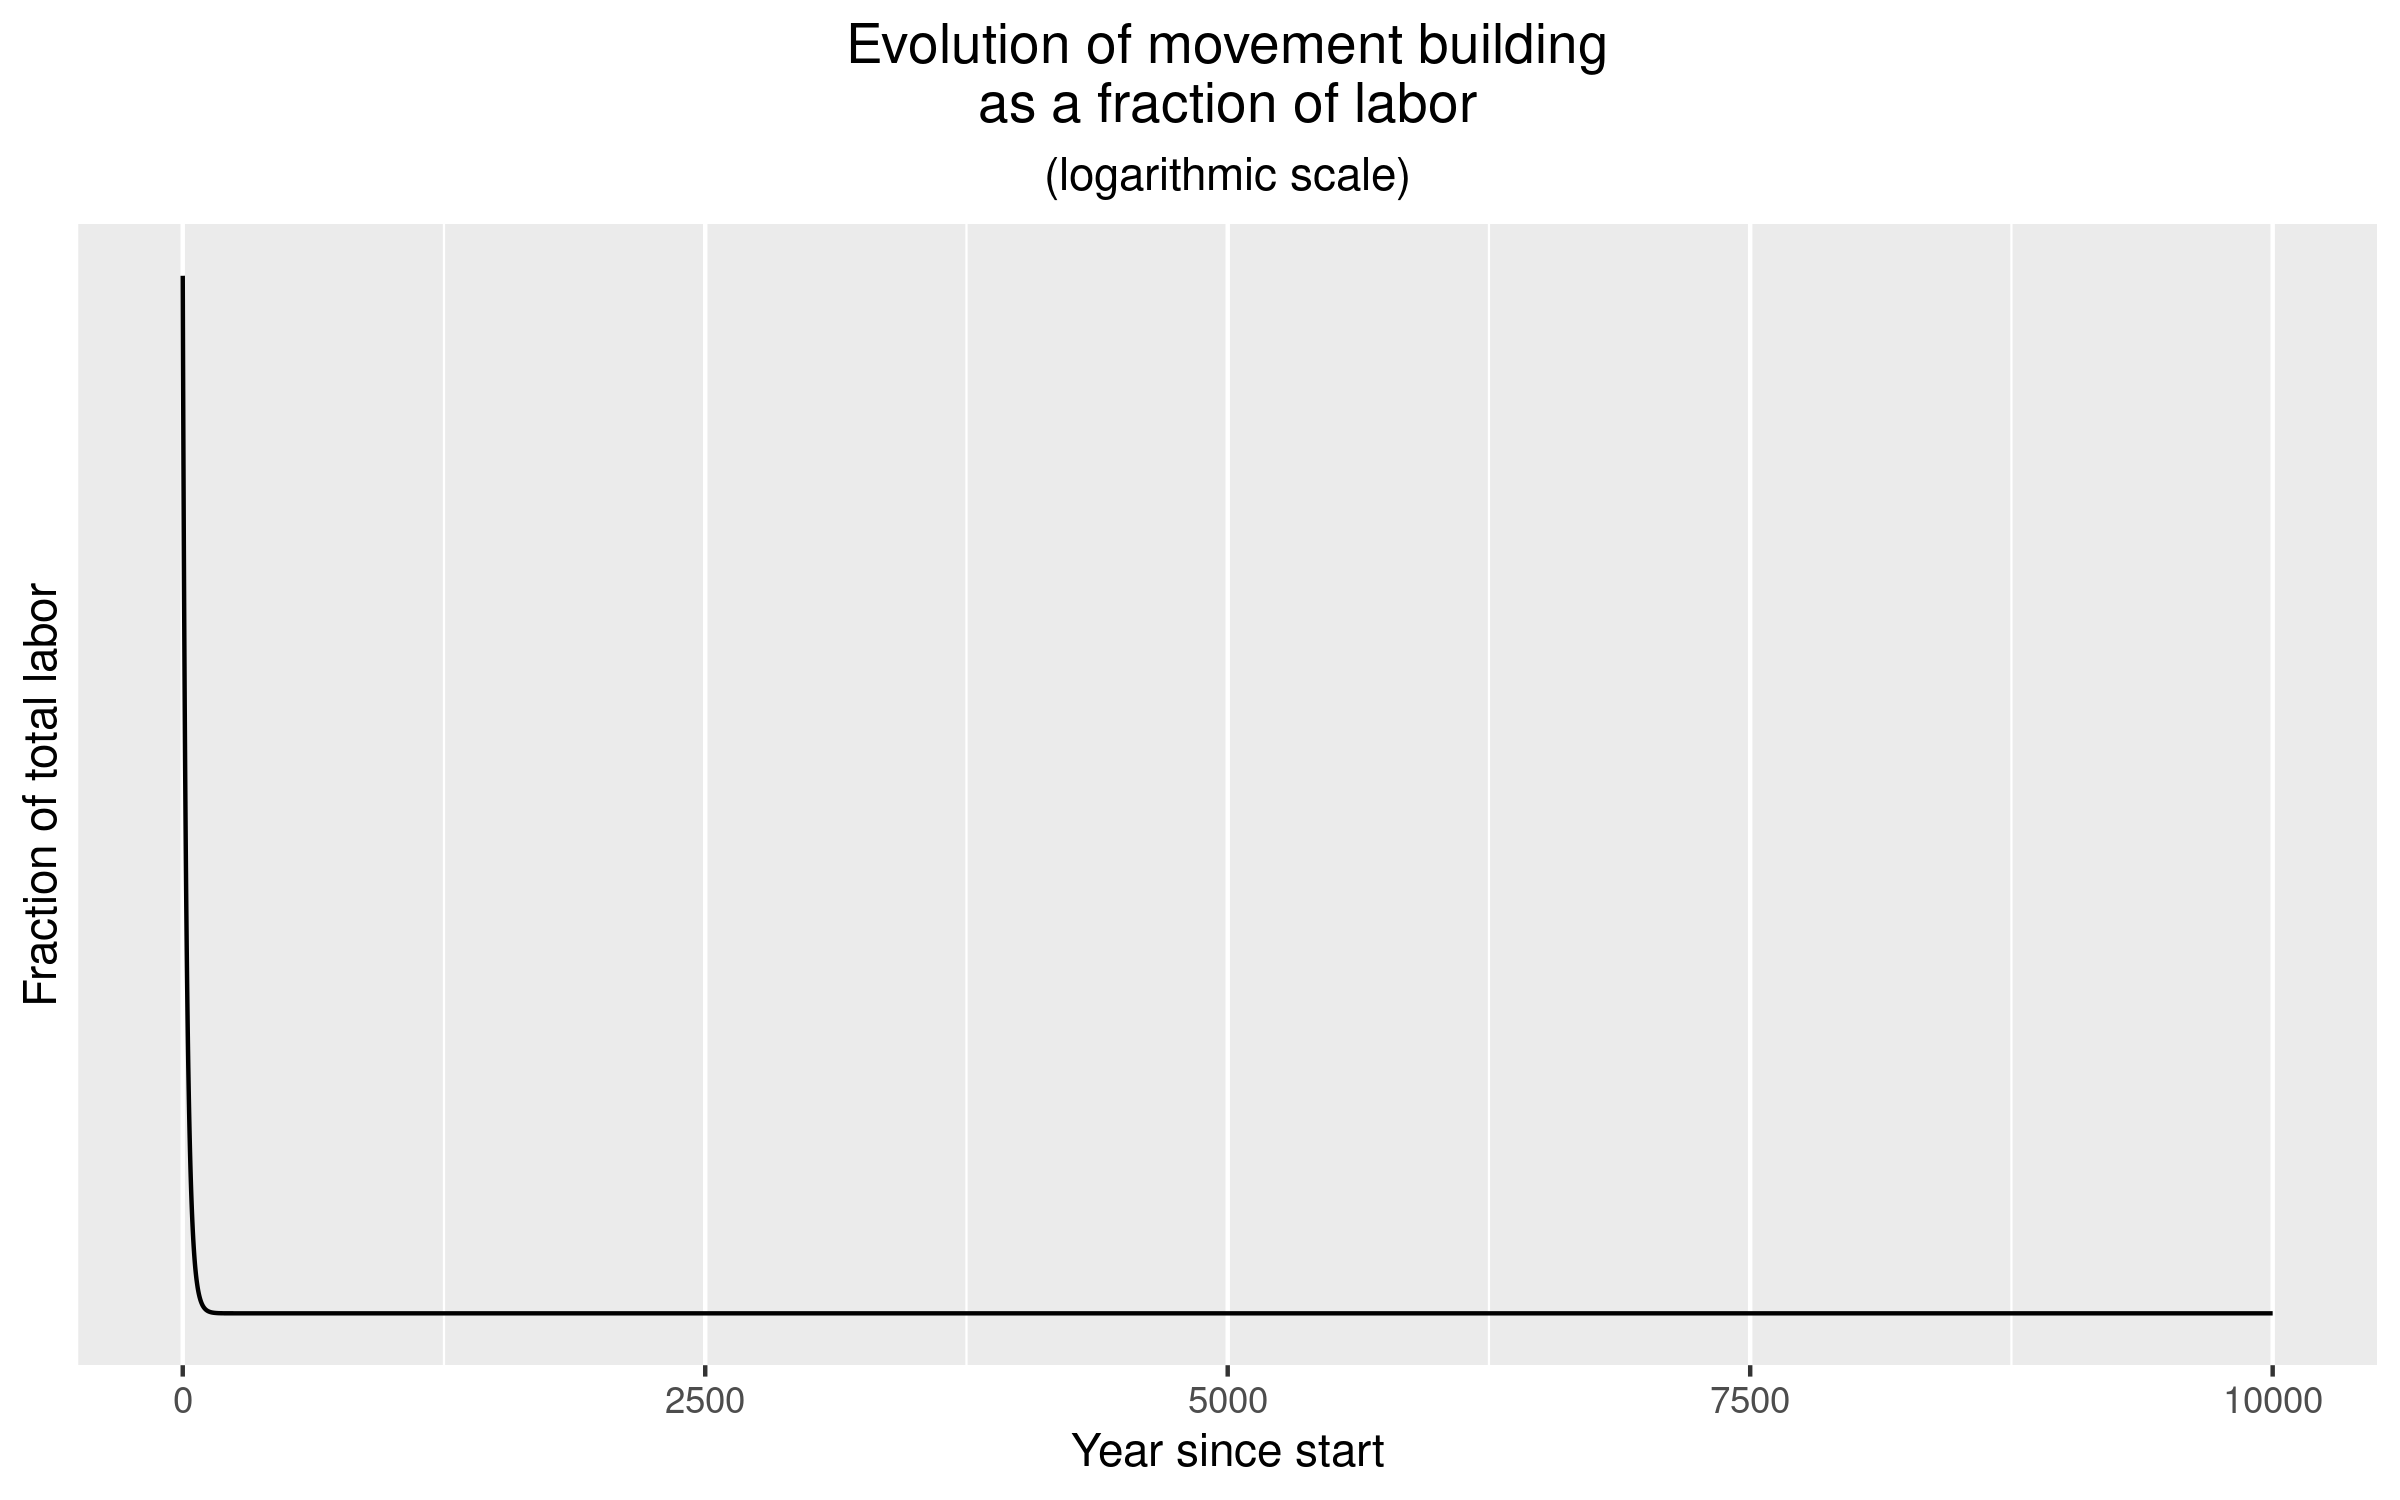 Evolution of movement building
as a fraction of labor
(logarithmic scale)
Fraction of total labor
0 2500 5000 7500 10000
Year since start